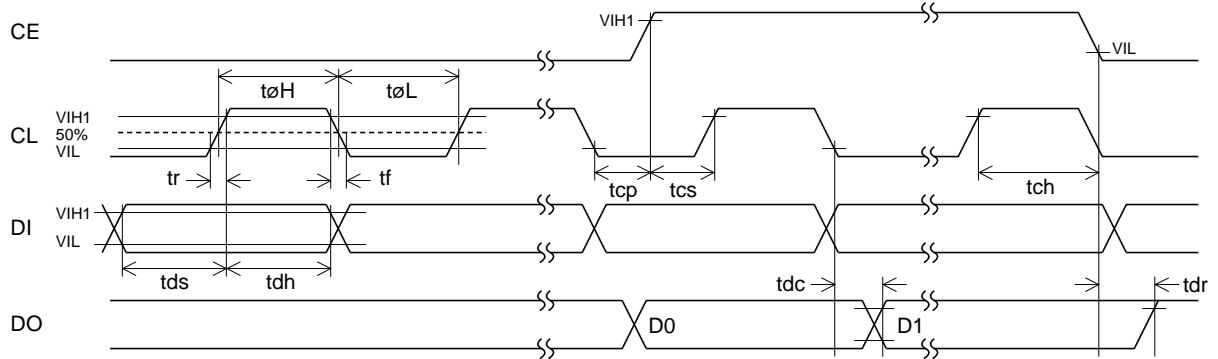 CE
VIH1
VIL
tøH
tøL
CL
VIH1
50%
VIL
tr
tf
tcp
tcs
tch
DI
VIH1
VIL
tds
tdh
tdc
tdr
DO
D0
D1